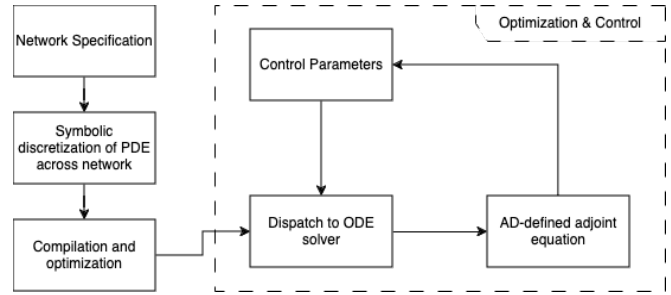 Network Specification
Symbolic
discretization of PDE
across network
Compilation and
optimization
Optimization & Control
Control Parameters
Dispatch to ODE
solver
AD-defined adjoint
equation